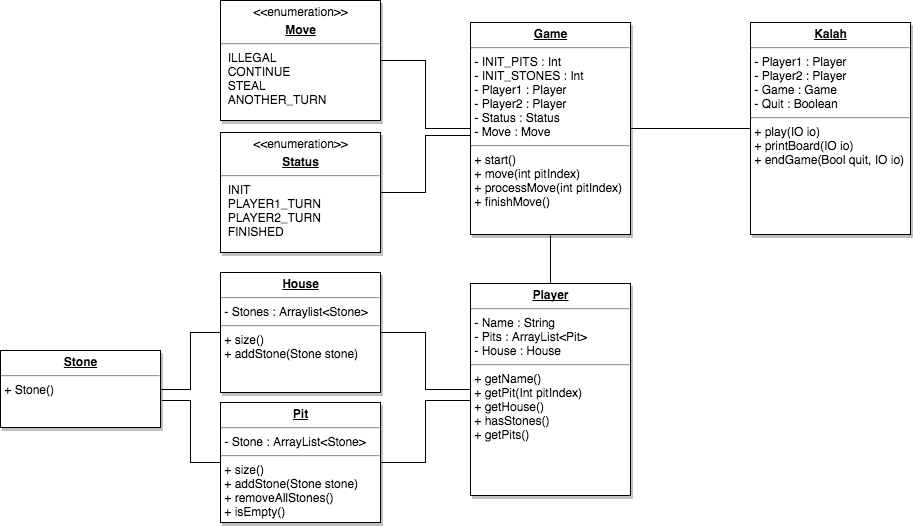 <<enumeration>>
Move
ILLEGAL
CONTINUE
STEAL
ANOTHER_TURN
<<enumeration>>
Status
INIT
PLAYER1_TURN
PLAYER2_TURN
FINISHED
Game
- INIT_PITS : Int
- INIT_STONES : Int
- Player1 : Player
- Player2 : Player
- Status : Status
- Move : Move
+ start()
+ move(int pitIndex)
+ processMove(int pitIndex)
+ finishMove()
Kalah
- Player1 : Player
- Player2 : Player
- Game : Game
- Quit : Boolean
+ play(IO io)
+ printBoard(IO io)
+ endGame(Bool quit, IO io)
Stone
+ Stone()
House
- Stones : Arraylist<Stone>
+ size()
+ addStone(Stone stone)
Pit
- Stone : ArrayList<Stone>
+ size()
+ addStone(Stone stone)
+ removeAllStones()
+ isEmpty()
Player
- Name : String
- Pits : ArrayList<Pit>
- House : House
+ getName()
+ getPit(Int pitIndex)
+ getHouse()
+ hasStones()
+ getPits()